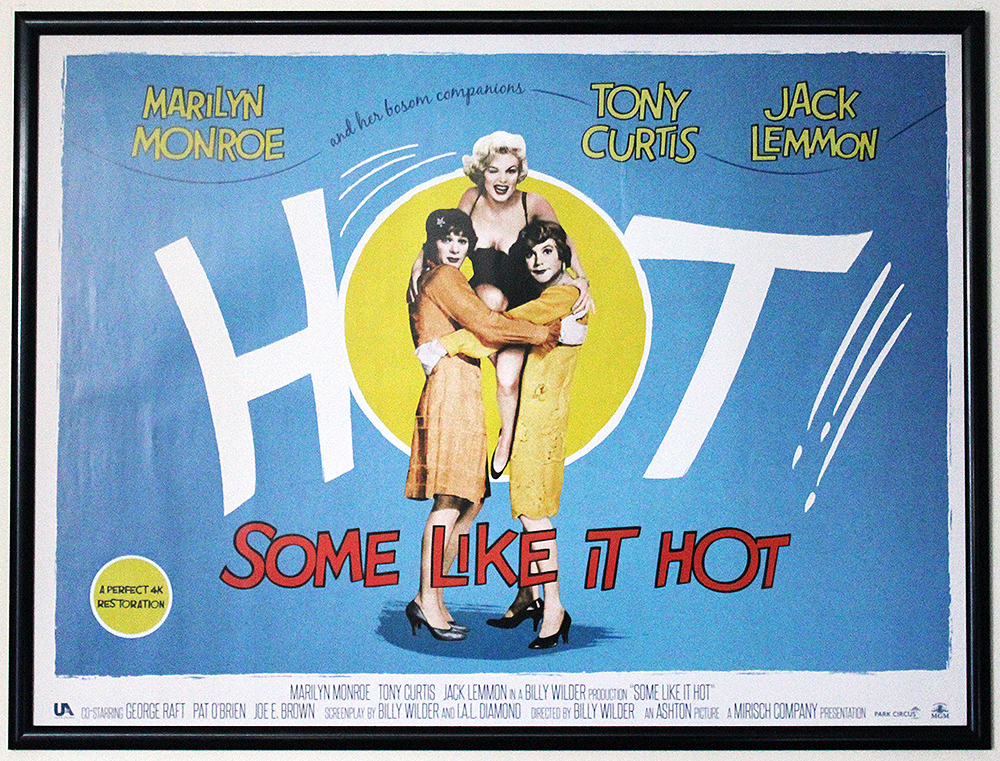 MARILYN
MONROE
and her bosom companions
TONY
CURTIS
JACK
LEMMON
HOT
SOME LIKE IT HOT
A PERFECT 4K
RESTORATION
MARILYN MONROE TONY CURTIS JACK LEMMON IN A BILLY WILDER PRODUCTION "SOME LIKE IT HOT"
UA CO-STARRING GEORGE RAFT PAT O'BRIEN JOE E. BROWN SCREENPLAY BY BILLY WILDER AND I.A.L. DIAMOND DIRECTED BY BILLY WILDER AN ASHTON PICTURE A MIRISCH COMPANY PRESENTATION PARK CIRCUS MGM